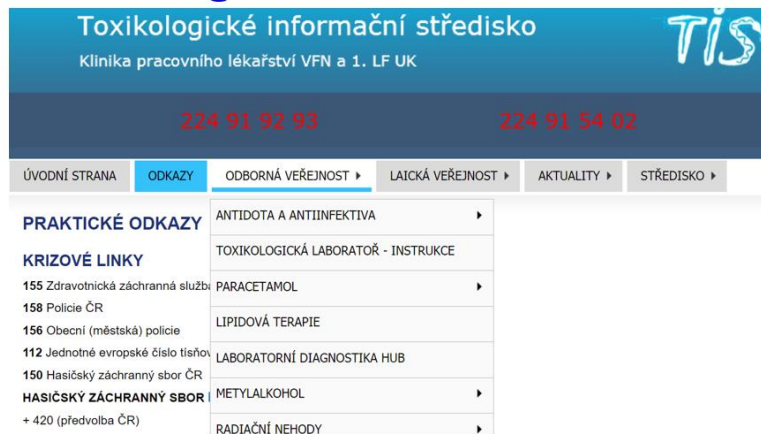 Toxikologické informační středisko
TIS
Klinika pracovního lékařství VFN a 1. LF UK
224 91 92 93 224 91 54 02
ÚVODNÍ STRANA ODKAZY ODBORNÁ VEŘEJNOST LAICKÁ VEŘEJNOST AKTUALITY STŘEDISKO
PRAKTICKÉ ODKAZY
KRIZOVÉ LINKY
155 Zdravotnická záchranná služb
158 Policie ČR
156 Obecní (městská) policie
112 Jednotné evropské číslo tísňov
150 Hasičský záchranný sbor ČR
HASIČSKÝ ZÁCHRANNÝ SBOR
+ 420 (předvolba ČR)
ANTIDOTA A ANTIINFEKTIVA
TOXIKOLOGICKÁ LABORATOŘ - INSTRUKCE
PARACETAMOL
LIPIDOVÁ TERAPIE
LABORATORNÍ DIAGNOSTIKA HUB
METYLALKOHOL
RADIAČNÍ NEHODY